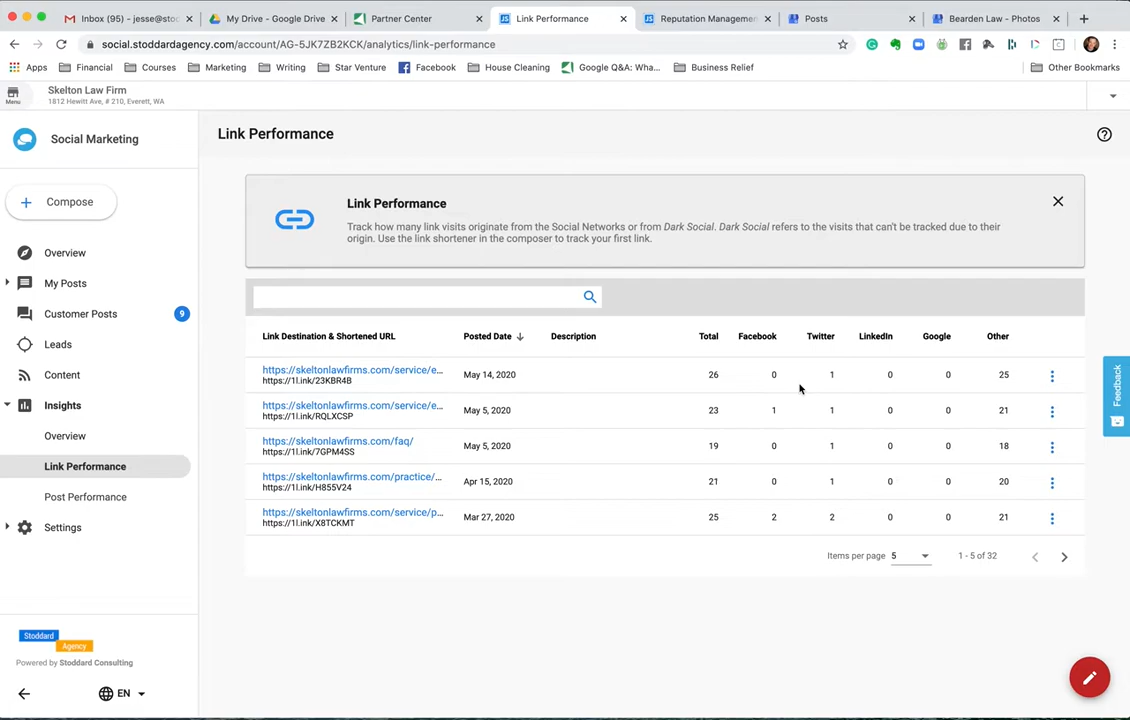 Inbox (95) - jesse@sto
My Drive - Google Drive
Partner Center
Link Performance
Reputation Managemen
Posts
Bearden Law - Photos
social.stoddardagency.com/account/AG-5JK7ZB2KCK/analytics/link-performance
Apps
Financial
Courses
Marketing
Writing
Star Venture
Facebook
House Cleaning
Google Q&A: Wha...
Business Relief
Other Bookmarks
Menu
Skelton Law Firm
1812 Hewitt Ave, # 210, Everett, WA
Social Marketing
Link Performance
Compose
Overview
My Posts
Customer Posts 9
Leads
Content
Insights
Overview
Link Performance
Post Performance
Settings
Stoddard
Agency
Powered by Stoddard Consulting
EN
Link Performance
Track how many link visits originate from the Social Networks or from Dark Social. Dark Social refers to the visits that can't be tracked due to their
origin. Use the link shortener in the composer to track your first link.
Link Destination & Shortened URL Posted Date Description Total Facebook Twitter LinkedIn Google Other
https://skeltonlawfirms.com/service/e... May 14, 2020 26 0 1 0 0 25
https://1l.ink/23KBR4B
https://skeltonlawfirms.com/service/e... May 5, 2020 23 1 1 0 0 21
https://1l.ink/RQLXCSP
https://skeltonlawfirms.com/faq/ May 5, 2020 19 0 1 0 0 18
https://1l.ink/7GPM4SS
https://skeltonlawfirms.com/practice/... Apr 15, 2020 21 0 1 0 0 20
https://1l.ink/H855V24
https://skeltonlawfirms.com/service/p... Mar 27, 2020 25 2 2 0 0 21
https://1l.ink/X8TCKMT
Items per page 5 1 - 5 of 32
Feedback